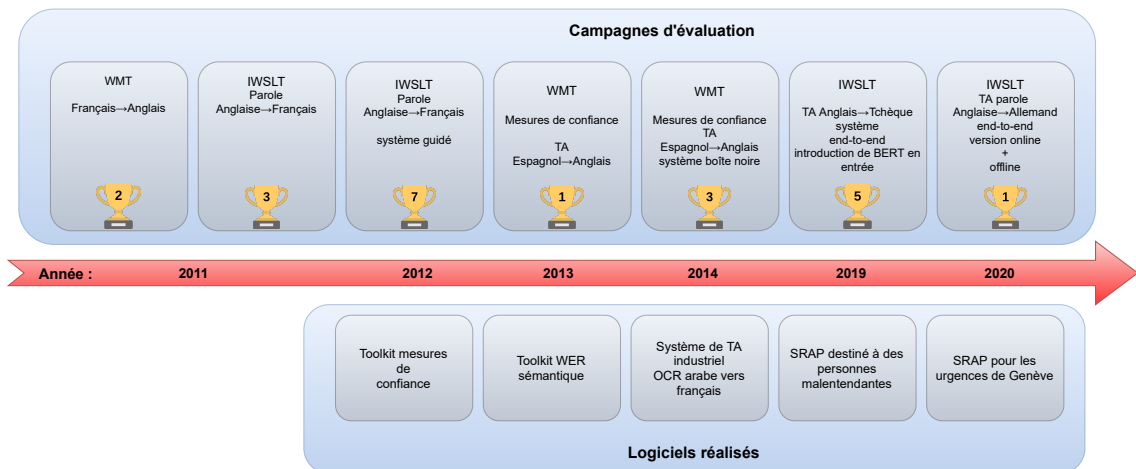 Campagnes d'évaluation
WMT
Français→Anglais
2
IWSLT
Parole
Anglaise→Français
3
IWSLT
Parole
Anglaise→Français
système guidé
7
WMT
Mesures de confiance
TA
Espagnol→Anglais
1
WMT
Mesures de confiance
TA
Espagnol→Anglais
système boîte noire
3
IWSLT
TA Anglais→Tchèque
système
end-to-end
introduction de BERT en
entrée
5
IWSLT
TA parole
Anglaise→Allemand
end-to-end
version online
+
offline
1
Année :
2011
2012
2013
2014
2019
2020
Toolkit mesures
de
confiance
Toolkit WER
sémantique
Système de TA
industriel
OCR arabe vers
français
SRAP destiné à des
personnes
malentendantes
SRAP pour les
urgences de Genève
Logiciels réalisés